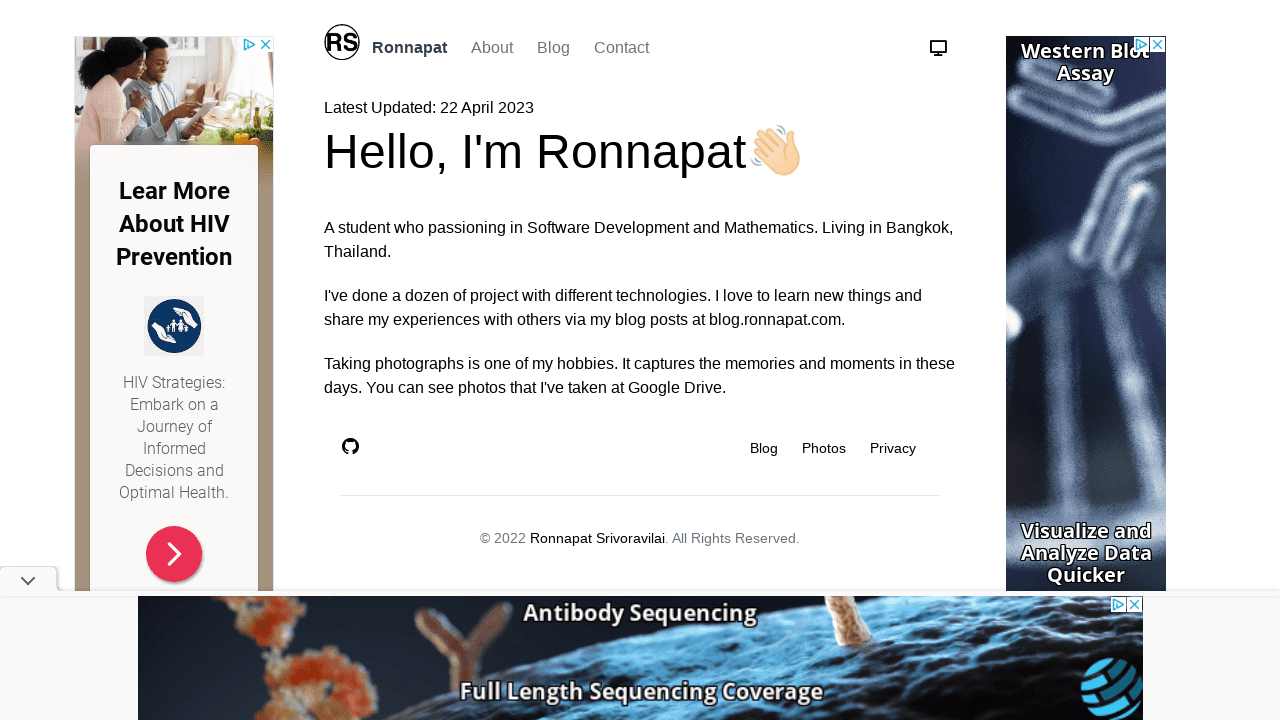 RS
Ronnapat
About
Blog
Contact
Latest Updated: 22 April 2023
Hello, I'm Ronnapat👋🏻
A student who passioning in Software Development and Mathematics. Living in Bangkok,
Thailand.
I've done a dozen of project with different technologies. I love to learn new things and
share my experiences with others via my blog posts at blog.ronnapat.com.
Taking photographs is one of my hobbies. It captures the memories and moments in these
days. You can see photos that I've taken at Google Drive.
Blog
Photos
Privacy
© 2022 Ronnapat Srivoravilai. All Rights Reserved.
Lear More
About HIV
Prevention
HIV Strategies:
Embark on a
Journey of
Informed
Decisions and
Optimal Health.
Western Blot
Assay
Visualize and
Analyze Data
Quicker
Antibody Sequencing
Full Length Sequencing Coverage